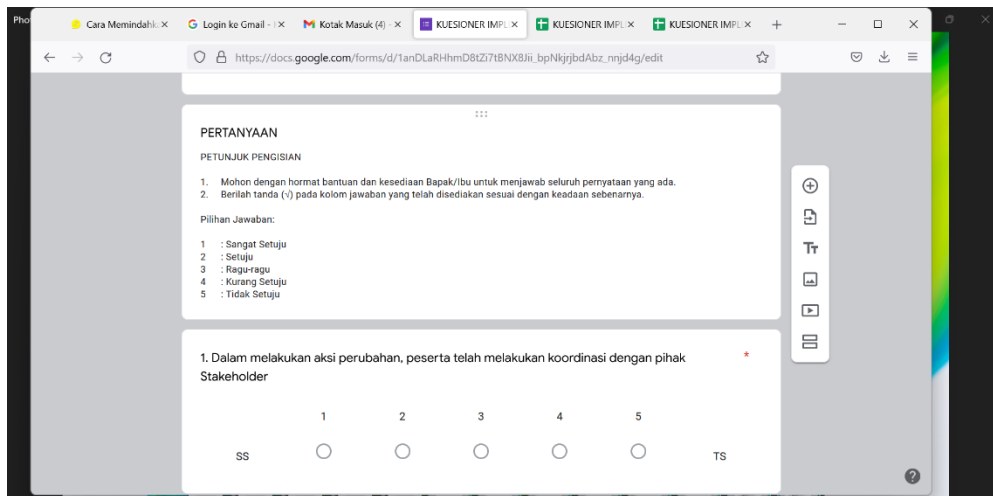 Pho
Cara Memindahk
Login ke Gmail -
Kotak Masuk (4) -
KUESIONER IMPL
KUESIONER IMPL
KUESIONER IMPL
https://docs.google.com/forms/d/1anDLaRHhmD8tZi7tBNX8Jii_bpNkjrjbdAbz_nnjd4g/edit
PERTANYAAN
PETUNJUK PENGISIAN
1. Mohon dengan hormat bantuan dan kesediaan Bapak/Ibu untuk menjawab seluruh pernyataan yang ada.
2. Berilah tanda (√) pada kolom jawaban yang telah disediakan sesuai dengan keadaan sebenarnya.
Pilihan Jawaban:
1 : Sangat Setuju
2 : Setuju
3 : Ragu-ragu
4 : Kurang Setuju
5 : Tidak Setuju
1. Dalam melakukan aksi perubahan, peserta telah melakukan koordinasi dengan pihak *
Stakeholder
1 2 3 4 5
SS TS